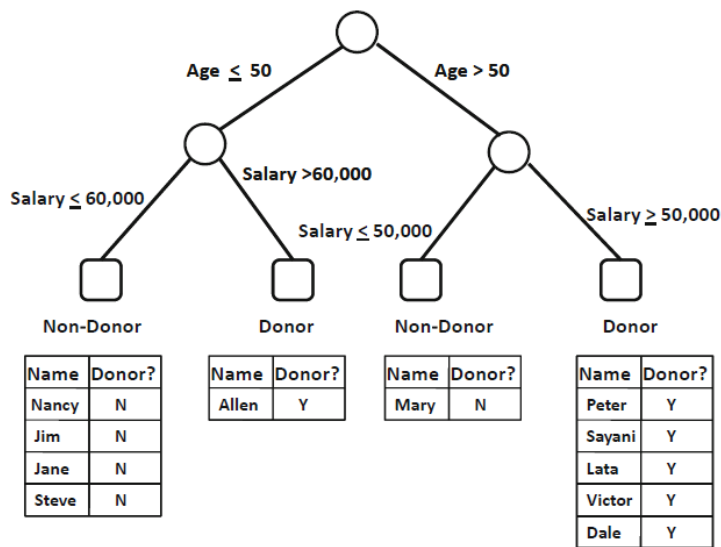 Age ≤ 50
Age > 50
Salary ≤ 60,000
Salary >60,000
Salary ≤ 50,000
Salary ≥ 50,000
Non-Donor
Donor
Non-Donor
Donor
Name Donor?
Nancy N
Jim N
Jane N
Steve N
Name Donor?
Allen Y
Name Donor?
Mary N
Name Donor?
Peter Y
Sayani Y
Lata Y
Victor Y
Dale Y